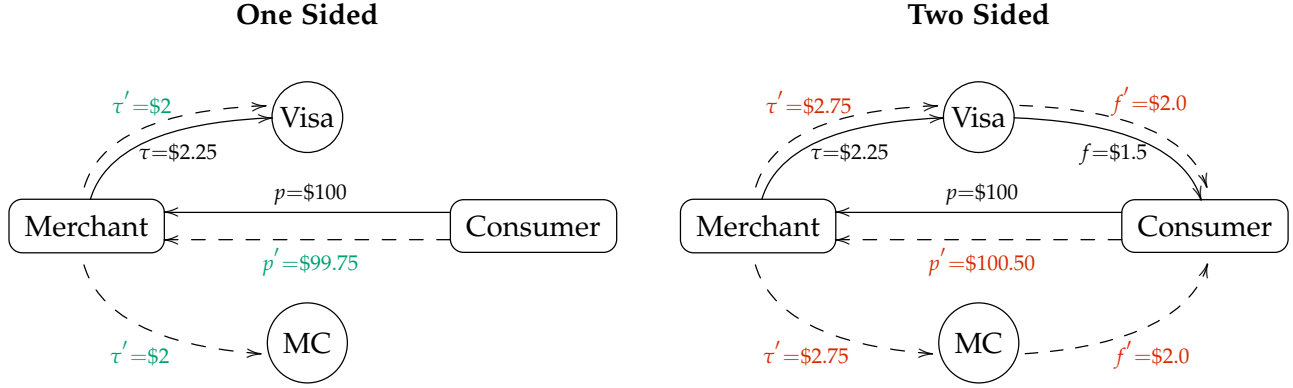 One Sided
τ′=$2
Visa
τ=$2.25
p=$100
Merchant
Consumer
p′=$99.75
MC
τ′=$2
Two Sided
τ′=$2.75
Visa
f′=$2.0
τ=$2.25
f=$1.5
p=$100
Merchant
Consumer
p′=$100.50
MC
τ′=$2.75
f′=$2.0